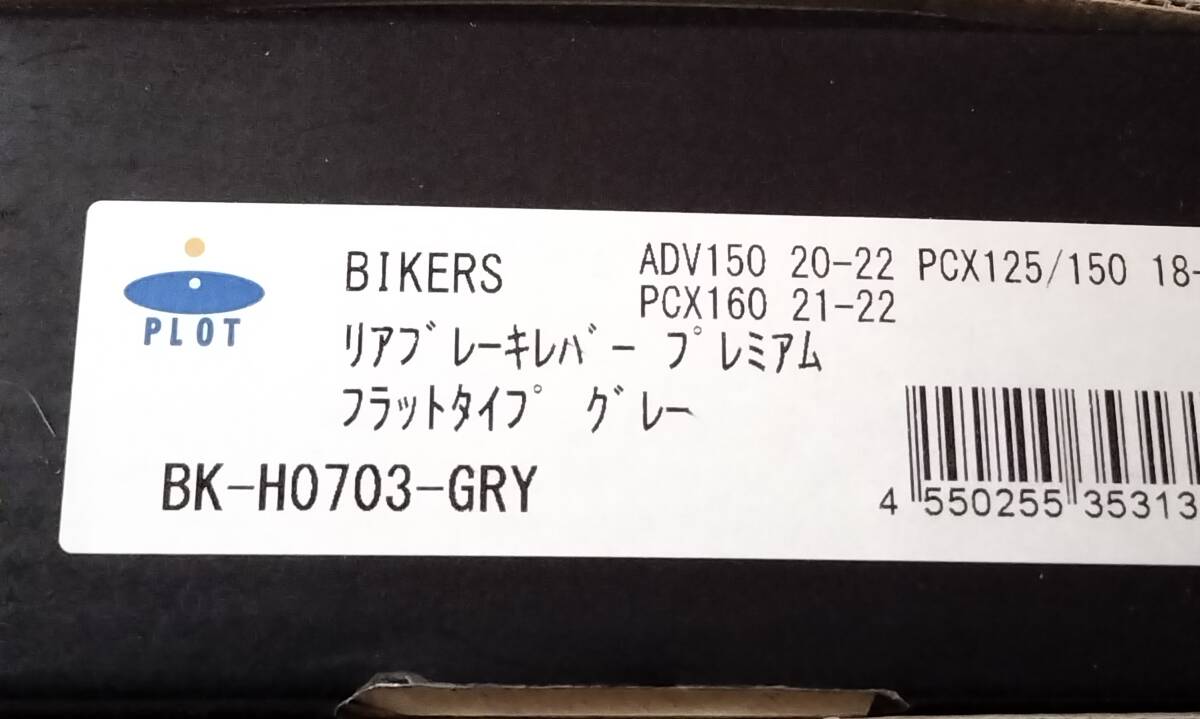 PLOT
BIKERS
ADV150 20-22 PCX125/150 18-
PCX160 21-22
ﾘｱﾌﾞﾚｰｷﾚﾊﾞｰ ﾌﾟﾚﾐｱﾑ
ﾌﾗｯﾄﾀｲﾌﾟ ｸﾞﾚｰ
BK-H0703-GRY
4 550255 35313